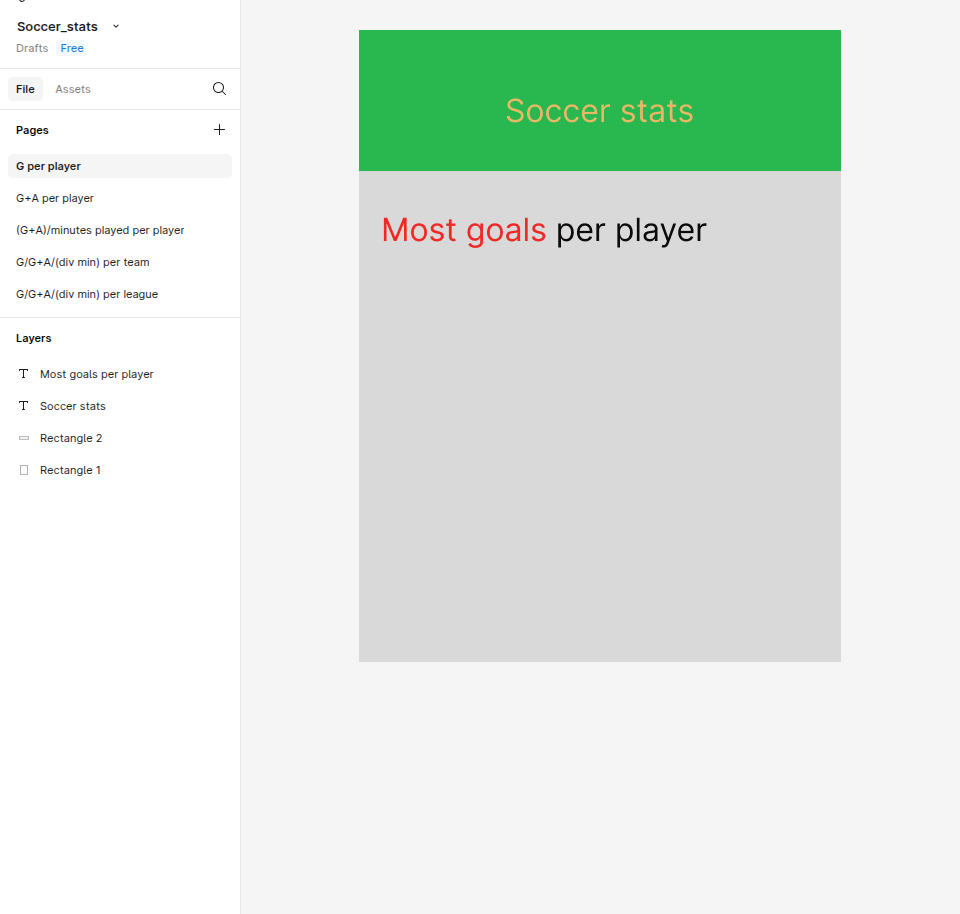 Soccer_stats
Drafts Free
File Assets
Pages
G per player
G+A per player
(G+A)/minutes played per player
G/G+A/(div min) per team
G/G+A/(div min) per league
Layers
Most goals per player
Soccer stats
Rectangle 2
Rectangle 1
Soccer stats
Most goals per player